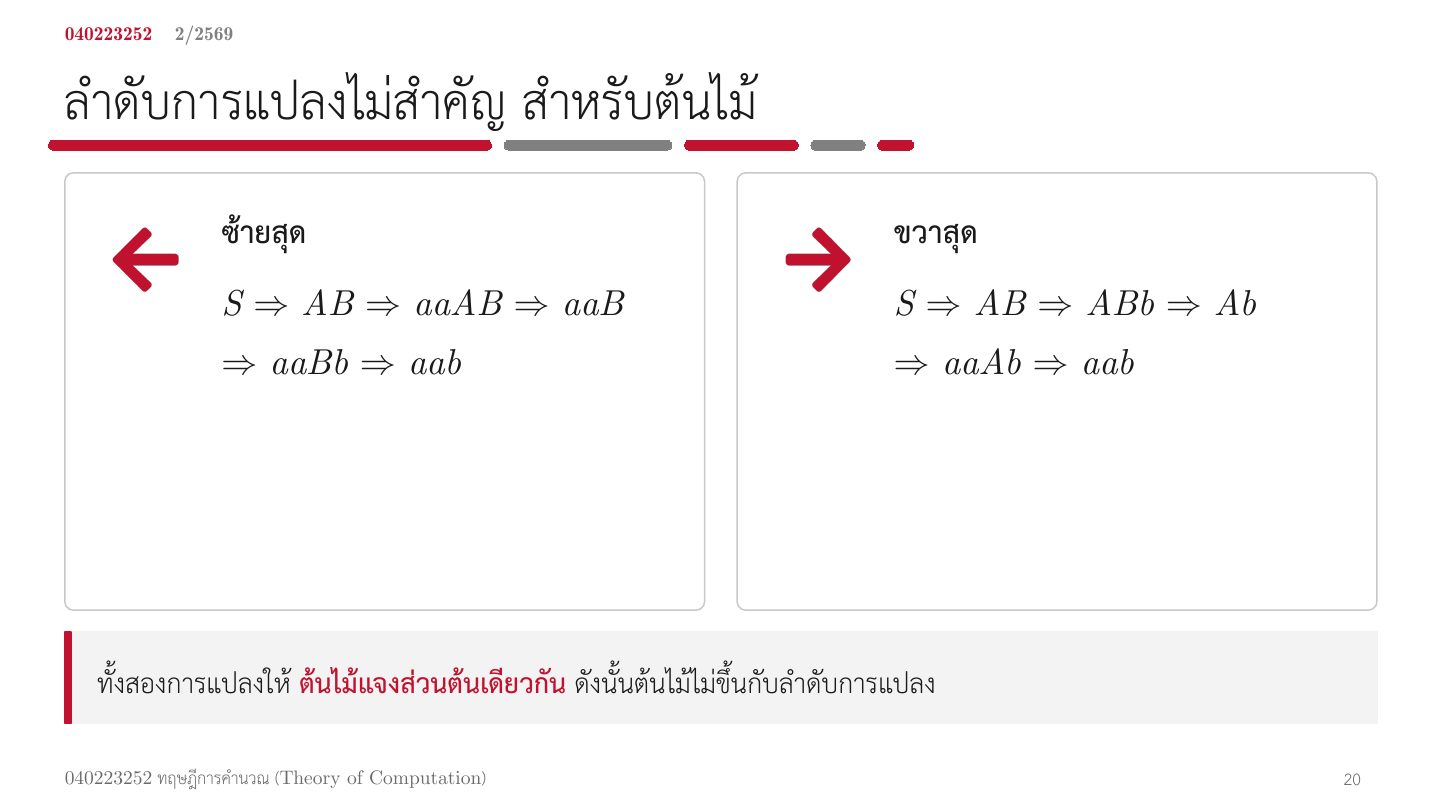 040223252 2/2569
ลำดับการแปลงไม่สำคัญ สำหรับต้นไม้
ซ้ายสุด
S ⇒ AB ⇒ aaAB ⇒ aaB
⇒ aaBb ⇒ aab
ขวาสุด
S ⇒ AB ⇒ ABb ⇒ Ab
⇒ aaAb ⇒ aab
ทั้งสองการแปลงให้ ต้นไม้แจงส่วนต้นเดียวกัน ดังนั้นต้นไม้ไม่ขึ้นกับลำดับการแปลง
040223252 ทฤษฎีการคำนวณ (Theory of Computation)
20